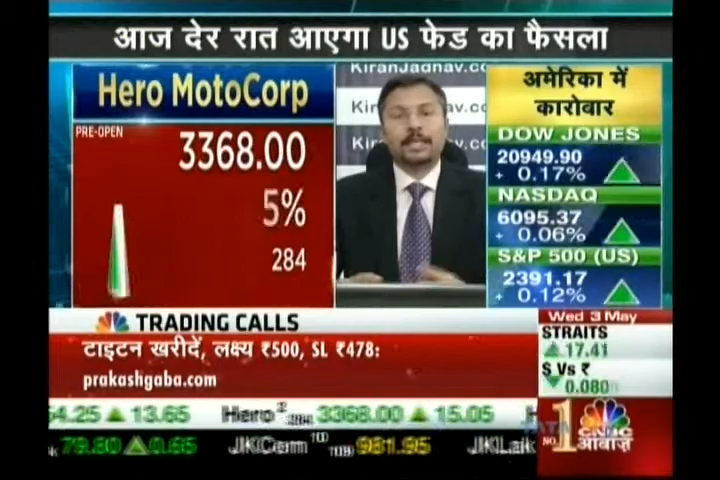 आज देर रात आएगा US फेड का फैसला
Hero MotoCorp
PRE-OPEN
3368.00
5%
284
KiranJadhav.co
अमेरिका में
कारोबार
DOW JONES
20949.90
+ 0.17%
NASDAQ
6095.37
+ 0.06%
S&P 500 (US)
2391.17
+ 0.12%
TRADING CALLS
टाइटन खरीदें, लक्ष्य ₹500, SL ₹478:
prakashgaba.com
Wed 3 May
STRAITS
17.41
$ Vs ₹
0.080
54.25 13.65 Hero 3368.00 15.05
79.80 0.65 JKCem 981.95 JKLak
No. 1
CNBC
आवाज़